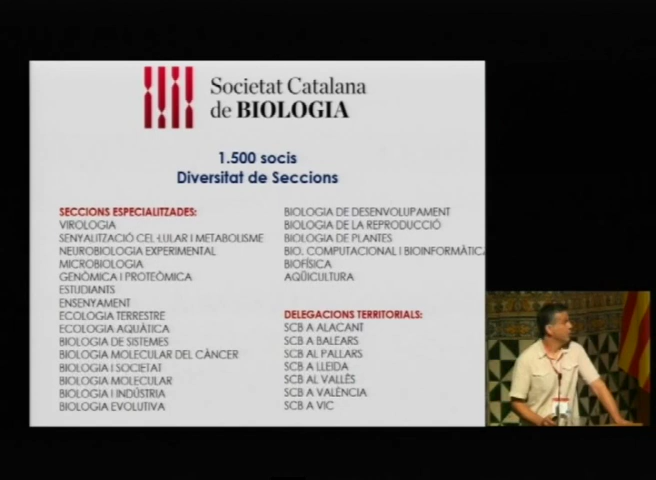 Societat Catalana
de BIOLOGIA
1.500 socis
Diversitat de Seccions
SECCIONS ESPECIALITZADES:
VIROLOGIA
SENYALITZACIÓ CEL·LULAR I METABOLISME
NEUROBIOLOGIA EXPERIMENTAL
MICROBIOLOGIA
GENÒMICA I PROTEÒMICA
ESTUDIANTS
ENSENYAMENT
ECOLOGIA TERRESTRE
ECOLOGIA AQUÀTICA
BIOLOGIA DE SISTEMES
BIOLOGIA MOLECULAR DEL CÀNCER
BIOLOGIA I SOCIETAT
BIOLOGIA MOLECULAR
BIOLOGIA I INDÚSTRIA
BIOLOGIA EVOLUTIVA
BIOLOGIA DE DESENVOLUPAMENT
BIOLOGIA DE LA REPRODUCCIÓ
BIOLOGIA DE PLANTES
BIO. COMPUTACIONAL I BIOINFORMÀTICA
BIOFÍSICA
AQÜICULTURA
DELEGACIONS TERRITORIALS:
SCB A ALACANT
SCB A BALEARS
SCB AL PALLARS
SCB A LLEIDA
SCB AL VALLÈS
SCB A VALÈNCIA
SCB A VIC